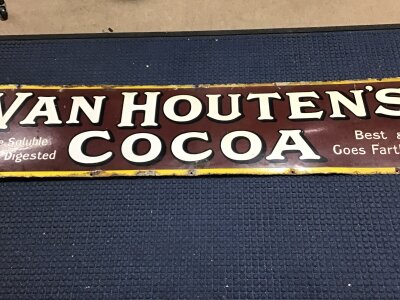 VAN HOUTEN'S
COCOA
Soluble
Digested
Best &
Goes Farth